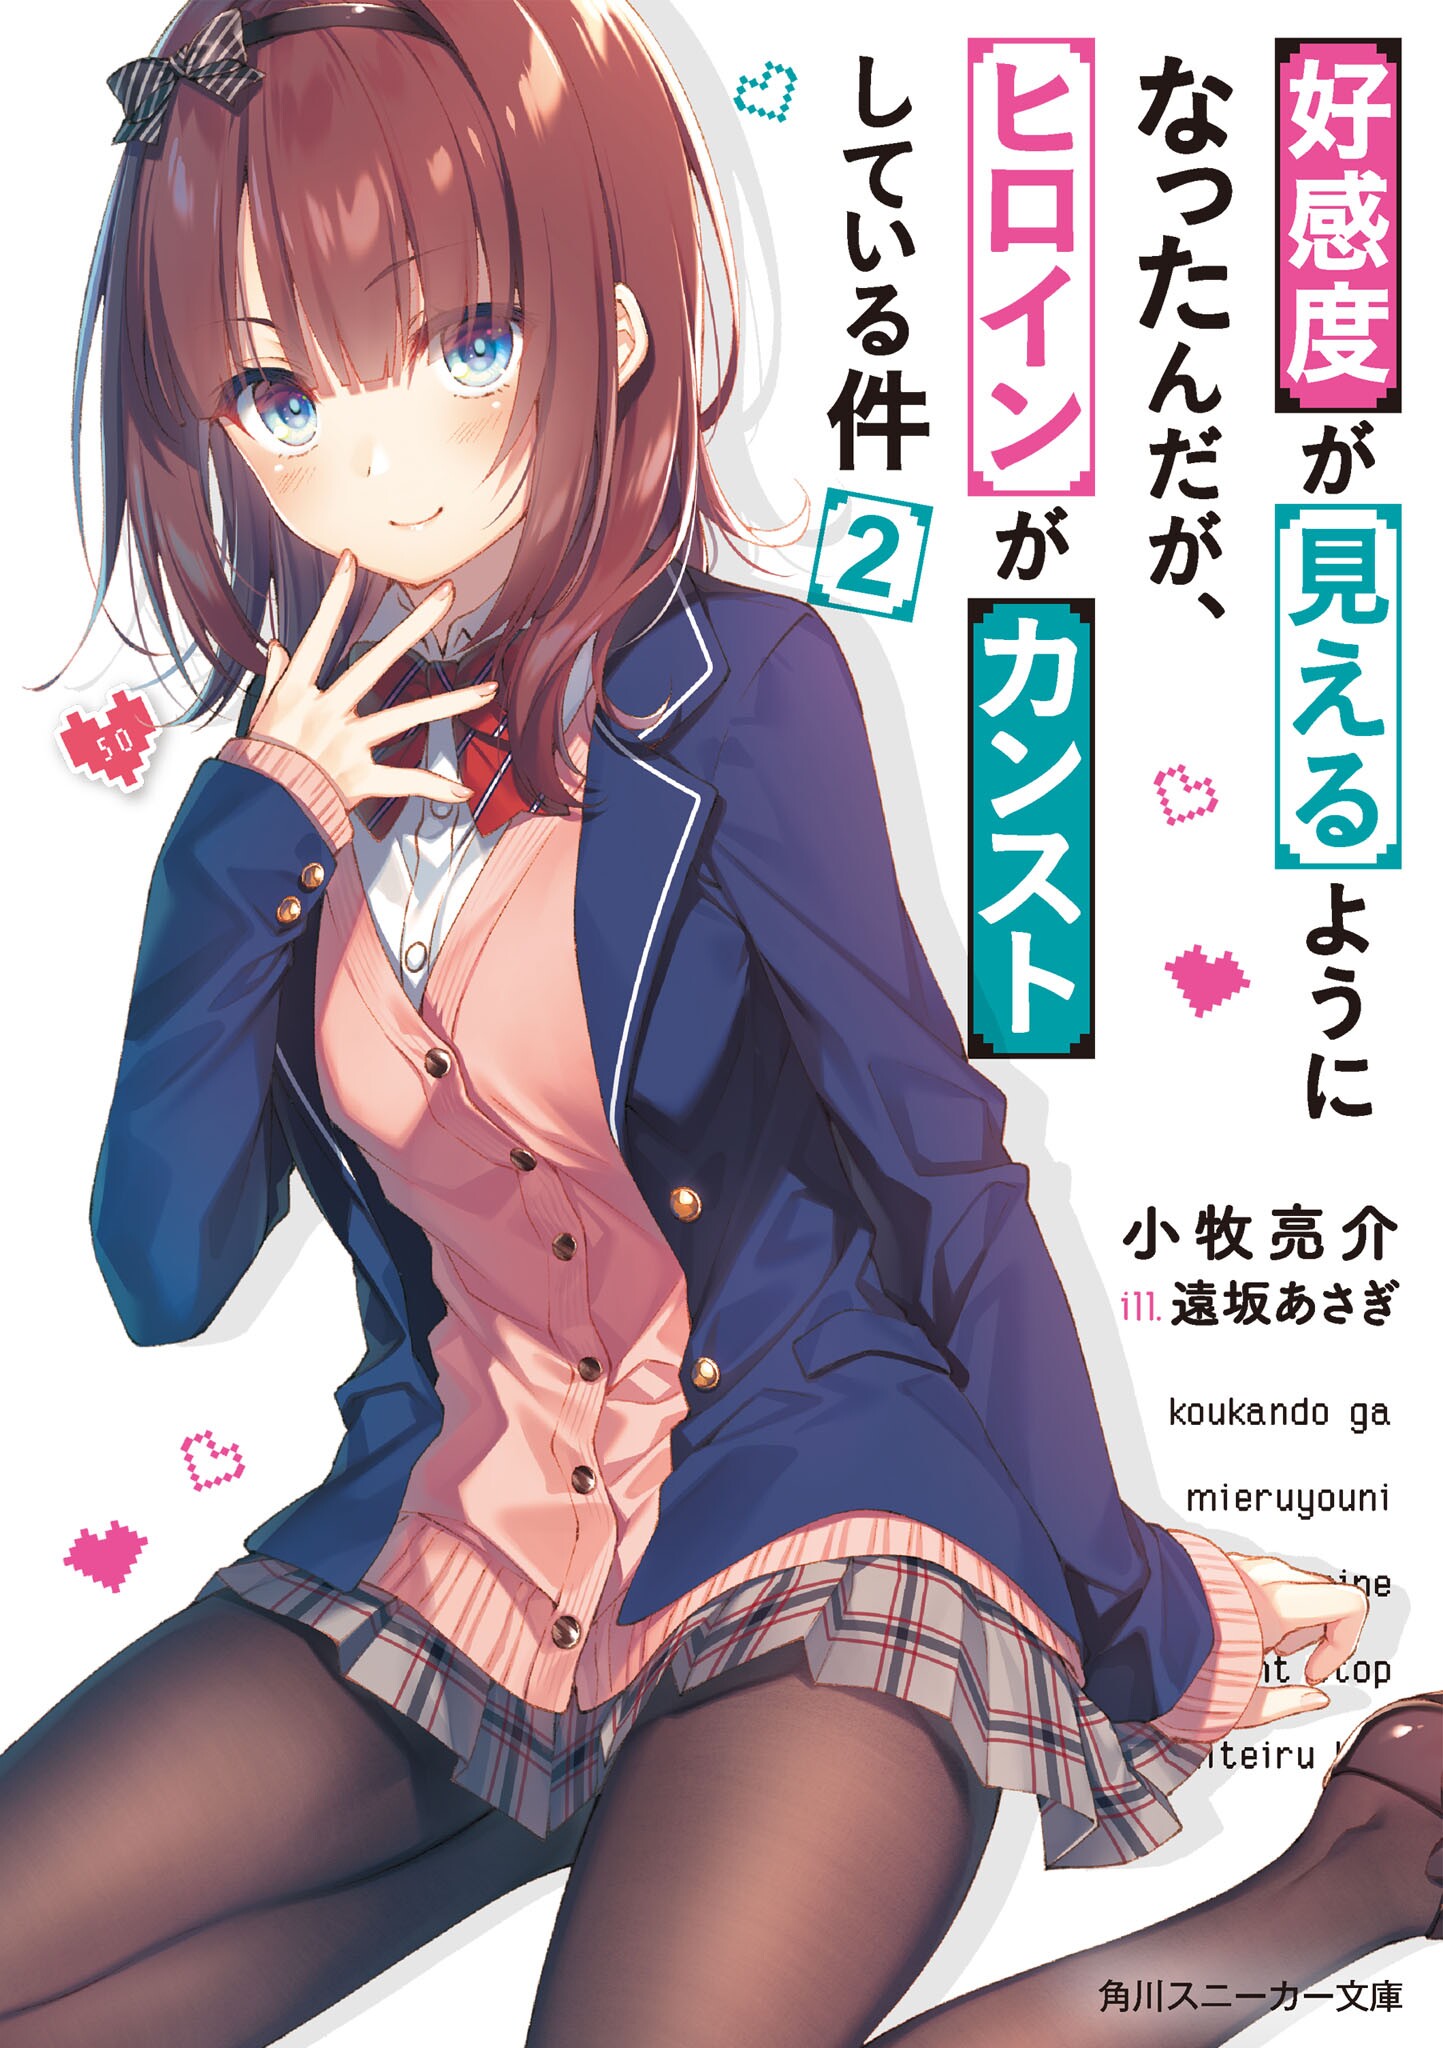 好感度が見えるように
なったんだが、
ヒロインがカンスト
している件
2
小牧亮介
ill.遠坂あさぎ
koukando ga
mieruyouni
top
iteiru
50
角川スニーカー文庫